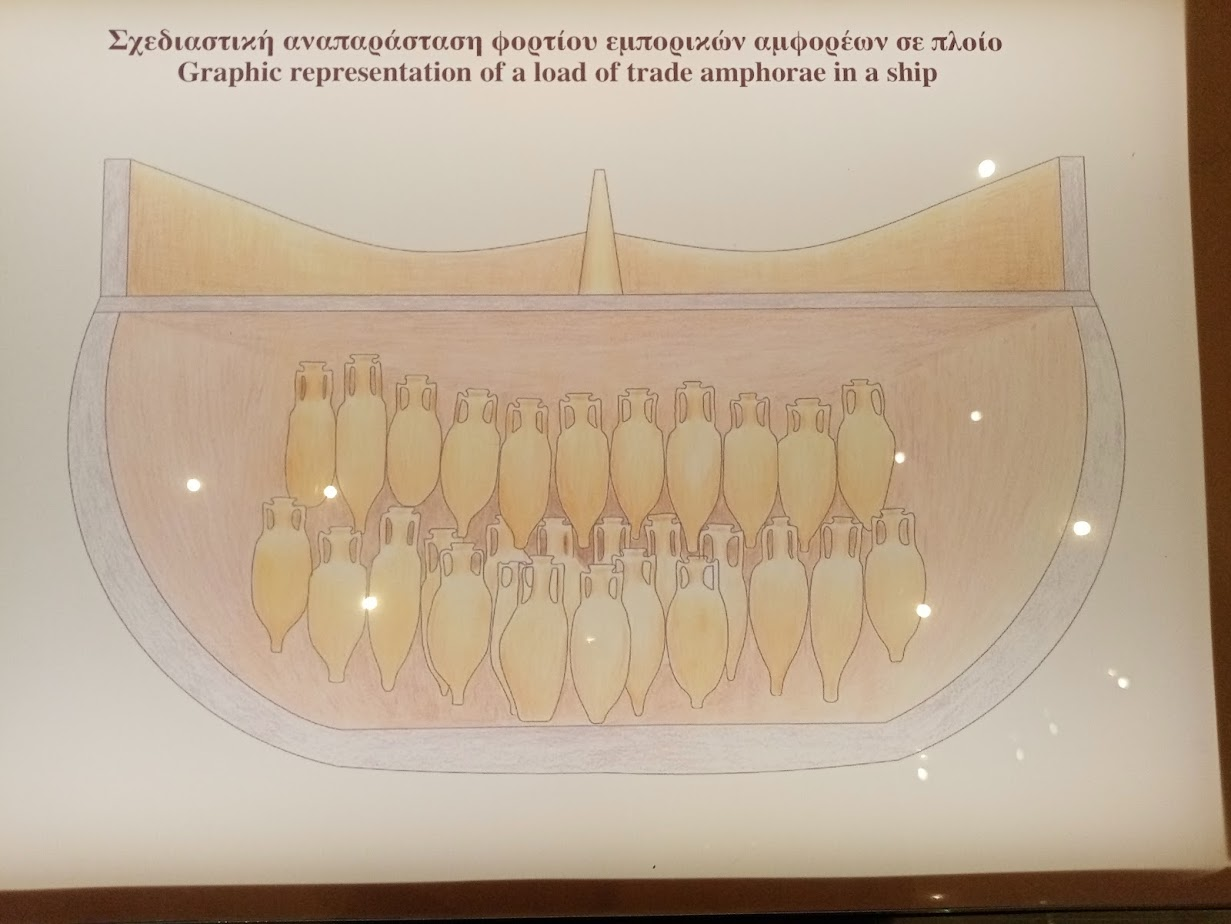 Σχεδιαστική αναπαράσταση φορτίου εμπορικών αμφορέων σε πλοίο
Graphic representation of a load of trade amphorae in a ship